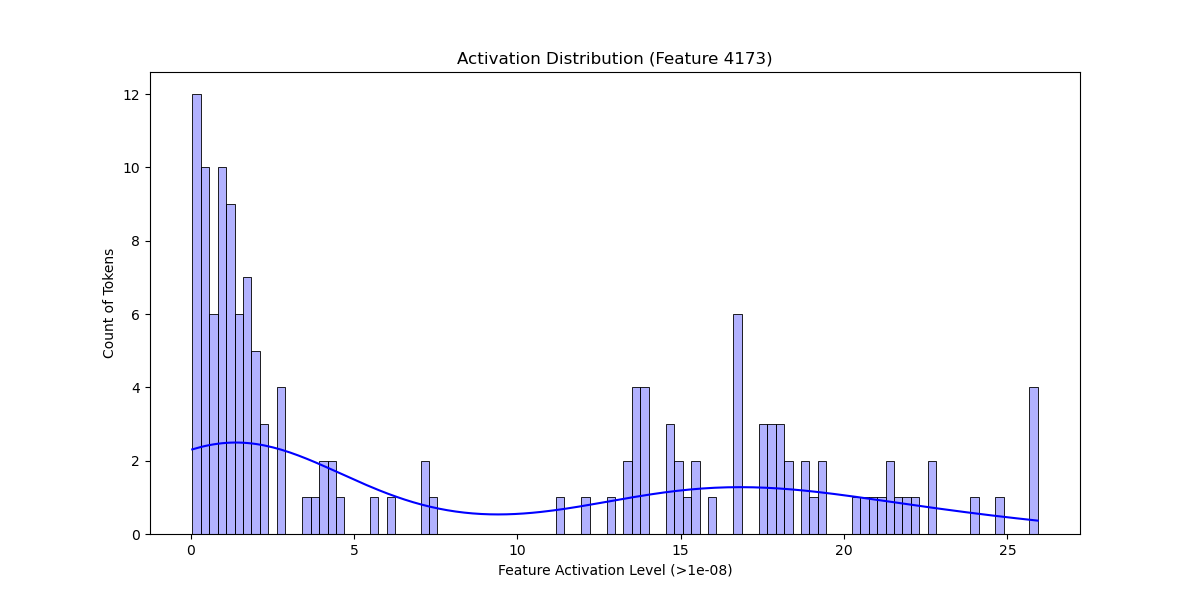 Activation Distribution (Feature 4173)
12
10
8
6
4
2
0
Count of Tokens
0 5 10 15 20 25
Feature Activation Level (>1e-08)